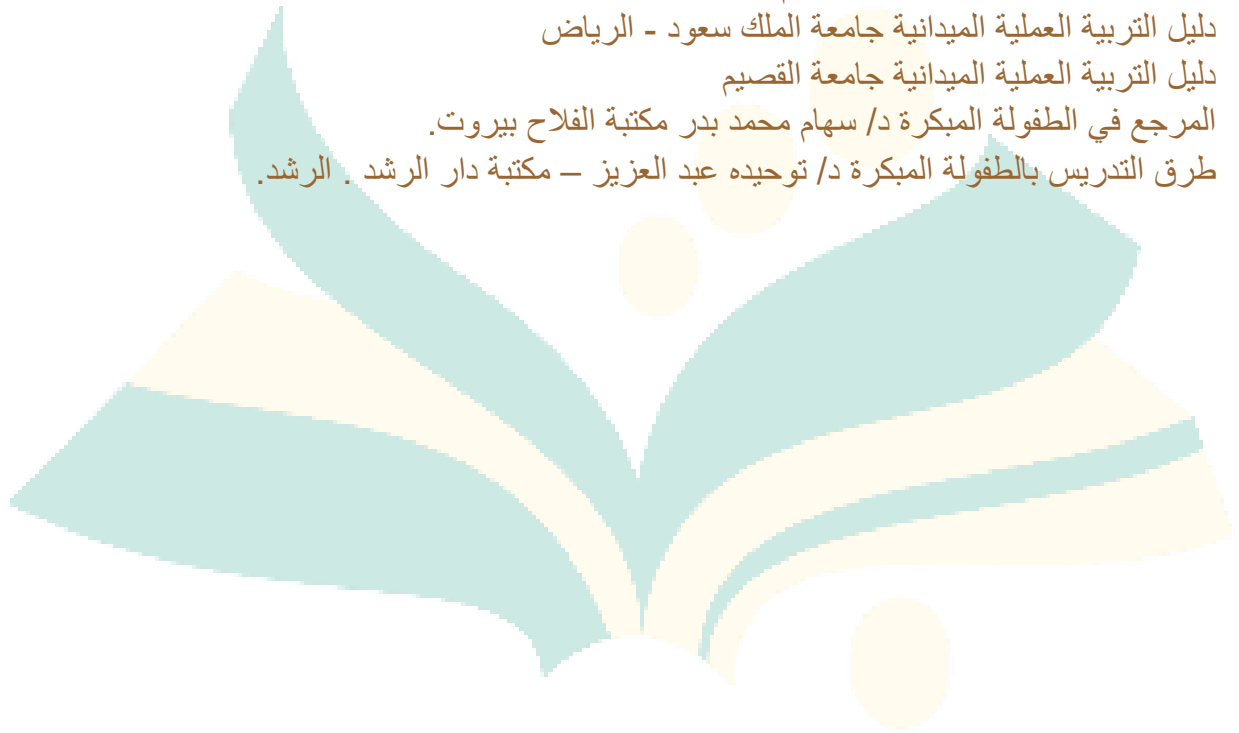 دليل التربية العملية الميدانية جامعة الملك سعود - الرياض
دليل التربية العملية الميدانية جامعة القصيم
المرجع في الطفولة المبكرة د/ سهام محمد بدر مكتبة الفلاح بيروت.
طرق التدريس بالطفولة المبكرة د/ توحيده عبد العزيز – مكتبة دار الرشد . الرشد.